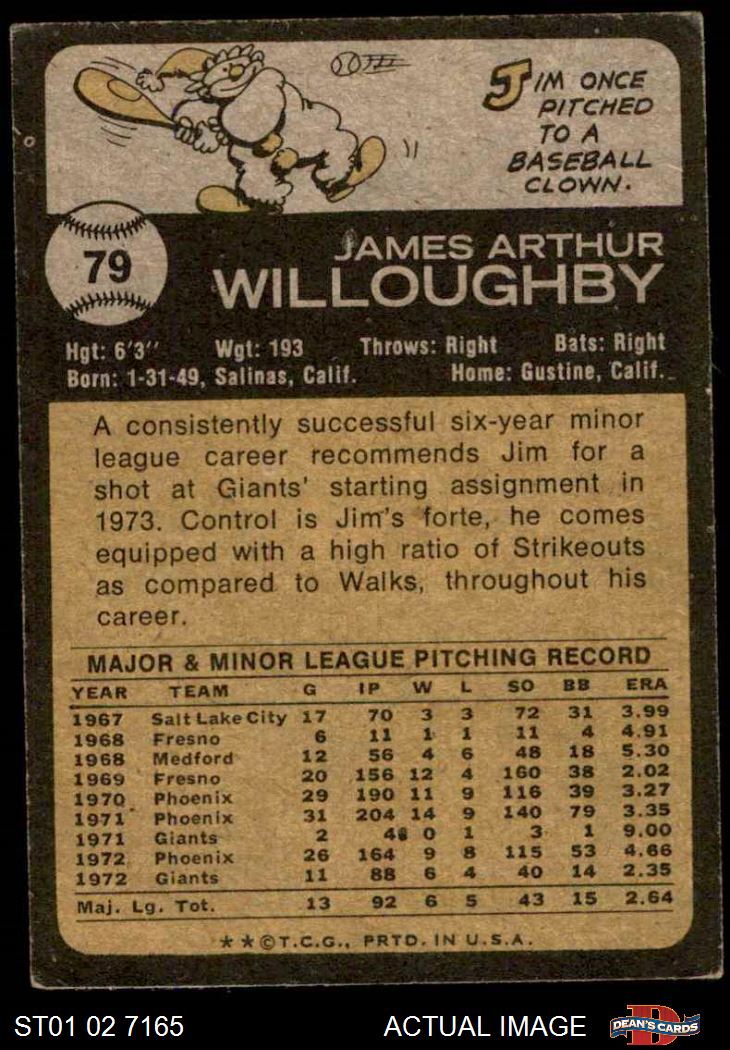 JIM ONCE
PITCHED
TO A
BASEBALL
CLOWN.
79
JAMES ARTHUR
WILLOUGHBY
Hgt: 6'3" Wgt: 193 Throws: Right Bats: Right
Born: 1-31-49, Salinas, Calif. Home: Gustine, Calif.
A consistently successful six-year minor
league career recommends Jim for a
shot at Giants' starting assignment in
1973. Control is Jim's forte, he comes
equipped with a high ratio of Strikeouts
as compared to Walks, throughout his
career.
MAJOR & MINOR LEAGUE PITCHING RECORD
YEAR TEAM G IP W L SO BB ERA
1967 Salt Lake City 17 70 3 3 72 31 3.99
1968 Fresno 6 11 1 1 11 4 4.91
1968 Medford 12 56 4 6 48 18 5.30
1969 Fresno 20 156 12 4 160 38 2.02
1970 Phoenix 29 190 11 9 116 39 3.27
1971 Phoenix 31 204 14 9 140 79 3.35
1971 Giants 2 4 0 1 3 1 9.00
1972 Phoenix 26 164 9 8 115 53 4.66
1972 Giants 11 88 6 4 40 14 2.35
Maj. Lg. Tot. 13 92 6 5 43 15 2.64
**©T.C.G., PRTD. IN U.S.A.
ST01 02 7165 ACTUAL IMAGE DEAN'S CARDS